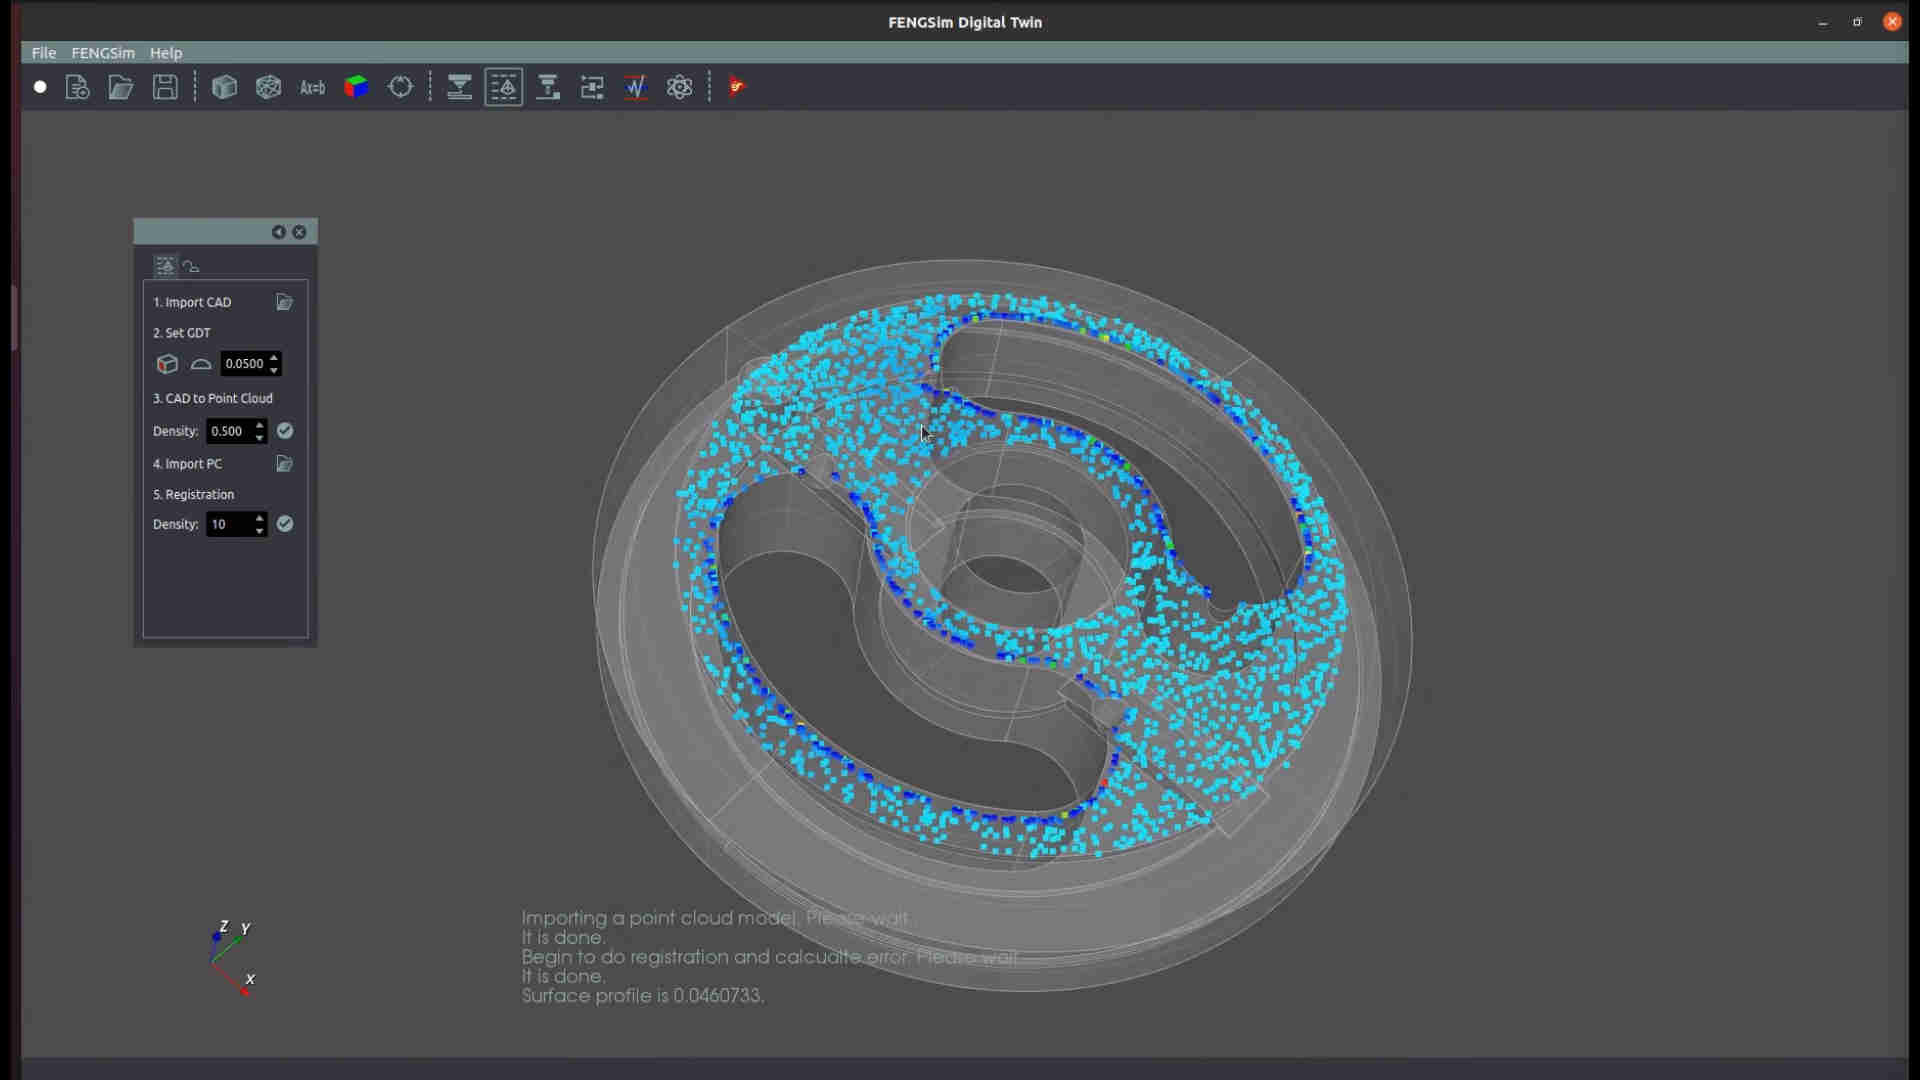 FENGSim Digital Twin
File FENGSim Help
Ax=b
1. Import CAD
2. Set GDT
0.0500
3. CAD to Point Cloud
Density: 0.500
4. Import PC
5. Registration
Density: 10
Z
Y
X
Importing a point cloud model. Please wait.
It is done.
Begin to do registration and calcualte error. Please wait.
It is done.
Surface profile is 0.0460733.